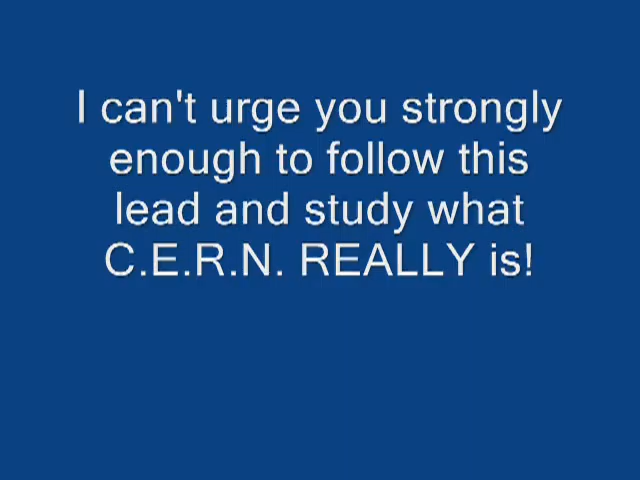 I can't urge you strongly
enough to follow this
lead and study what
C.E.R.N. REALLY is!